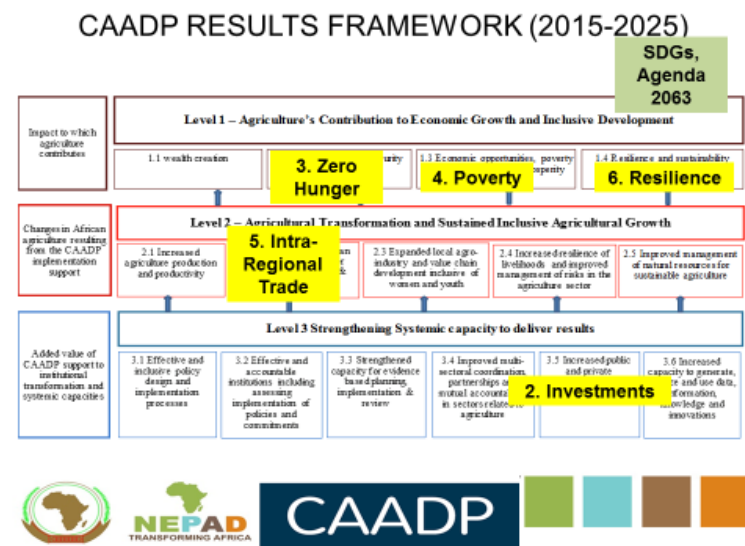 CAADP RESULTS FRAMEWORK (2015-2025)
SDGs,
Agenda
2063
Impact to which
agriculture
contributes
Level 1 – Agriculture's Contribution to Economic Growth and Inclusive Development
1.1 wealth creation
3. Zero
Hunger
1.3 Economic opportunities, poverty
4. Poverty
1.4 Resilience and sustainability
6. Resilience
Changes in African
agriculture resulting
from the CAADP
implementation
support
Level 2 – Agricultural Transformation and Sustained Inclusive Agricultural Growth
2.1 Increased
agriculture production
and productivity
5. Intra-
Regional
Trade
2.3 Expanded local agro-
industry and value chain
development inclusive of
women and youth
2.4 Increased resilience of
livelihoods and improved
management of risks in the
agriculture sector
2.5 Improved management
of natural resources for
sustainable agriculture
Added value of
CAADP support to
institutional
transformation and
systemic capacities
Level 3 Strengthening Systemic capacity to deliver results
3.1 Effective and
inclusive policy
design and
implementation
processes
3.2 Effective and
accountable
institutions including
assessing
implementation of
policies and
commitments
3.3 Strengthened
capacity for evidence
based planning,
implementation &
review
3.4 Improved multi-
sectoral coordination,
partnerships
mutual
in sectors
agriculture
3.5 Increased public
and private
2. Investments
3.6 Increased
capacity to generate,
and use data,
knowledge and
innovations
NEPAD
TRANSFORMING AFRICA
CAADP